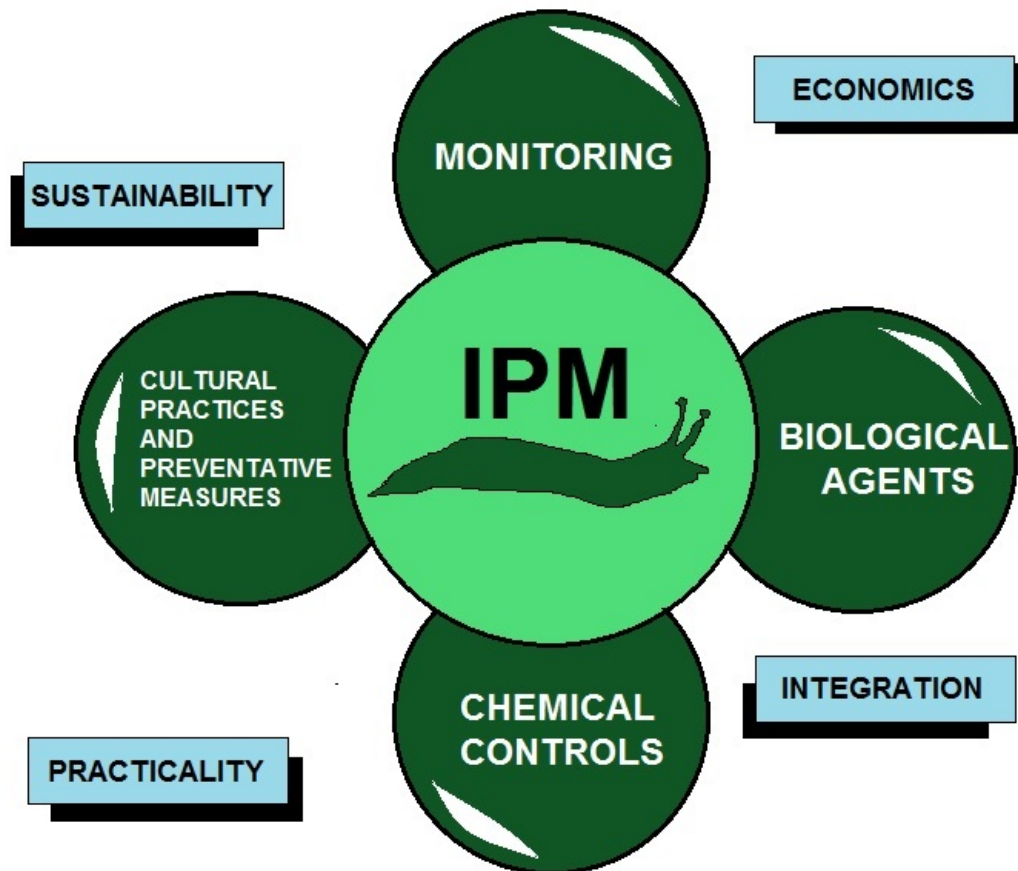 MONITORING
ECONOMICS
SUSTAINABILITY
IPM
CULTURAL
PRACTICES
AND
PREVENTATIVE
MEASURES
BIOLOGICAL
AGENTS
CHEMICAL
CONTROLS
INTEGRATION
PRACTICALITY